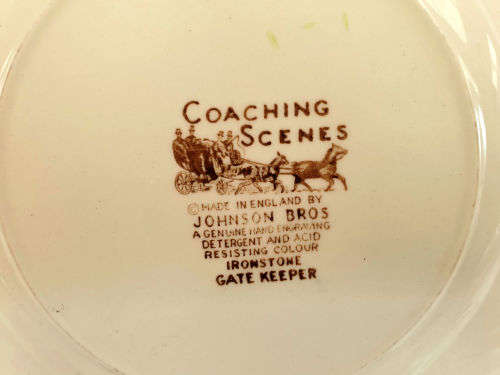 COACHING
SCENES
© MADE IN ENGLAND BY
JOHNSON BROS
A GENUINE HAND ENGRAVING
DETERGENT AND ACID
RESISTING COLOUR
IRONSTONE
GATE KEEPER